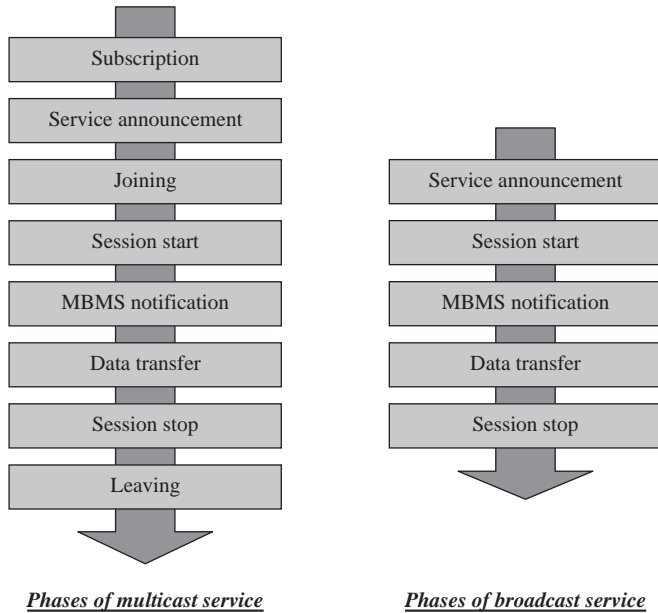 Subscription
Service announcement
Joining
Session start
MBMS notification
Data transfer
Session stop
Leaving
Phases of multicast service
Service announcement
Session start
MBMS notification
Data transfer
Session stop
Phases of broadcast service